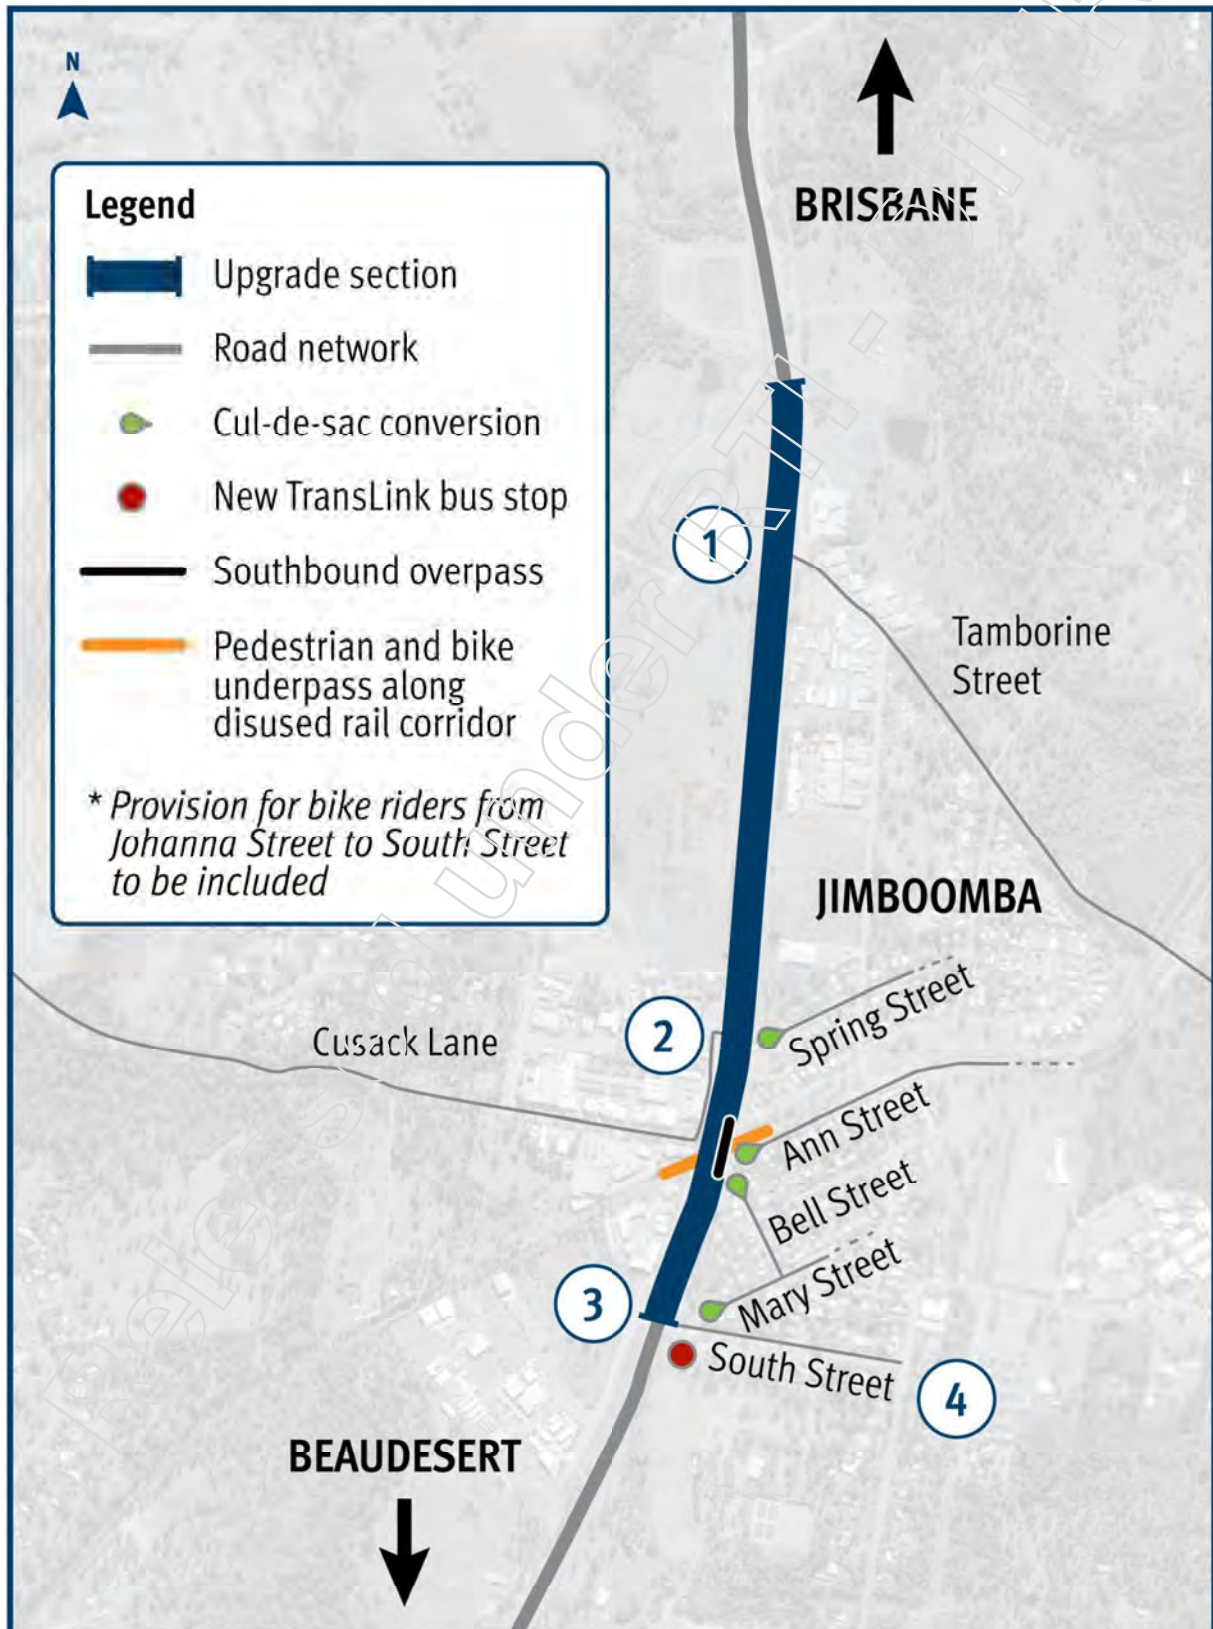 N
BRISBANE
Legend
Upgrade section
Road network
Cul-de-sac conversion
New TransLink bus stop
Southbound overpass
Pedestrian and bike
underpass along
disused rail corridor
* Provision for bike riders from
Johanna Street to South Street
to be included
1
Tamborine
Street
JIMBOOMBA
2
Cusack Lane
Spring Street
Ann Street
Bell Street
Mary Street
3
South Street
4
BEAUDESERT
under RTI -